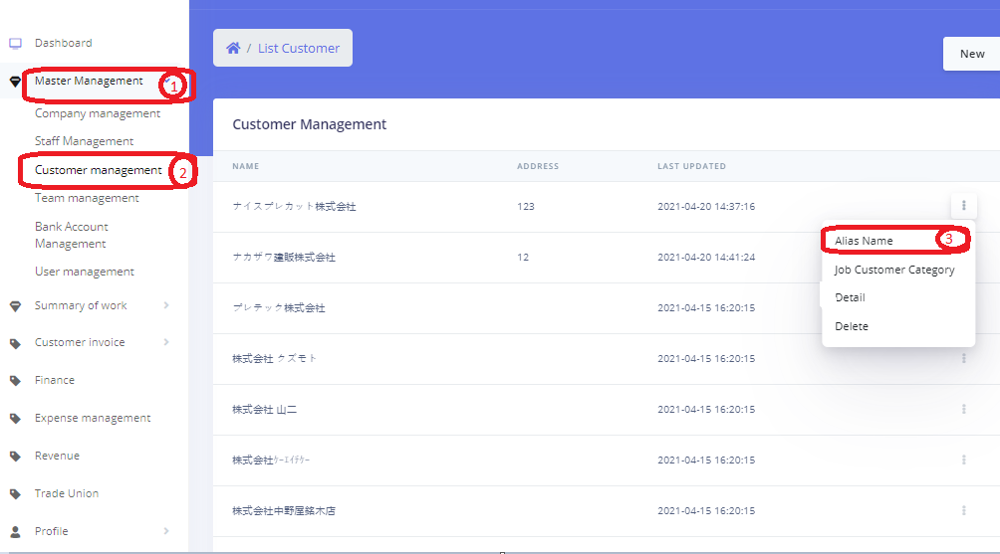 Dashboard
Master Management 1
Company management
Staff Management
Customer management 2
Team management
Bank Account
Management
User management
Summary of work
Customer invoice
Finance
Expense management
Revenue
Trade Union
Profile
/ List Customer
New
Customer Management
NAME ADDRESS LAST UPDATED
ナイスプレカット株式会社 123 2021-04-20 14:37:16
ナカザワ建販株式会社 12 2021-04-20 14:41:24
プレテック株式会社 2021-04-15 16:20:15
株式会社 クズモト 2021-04-15 16:20:15
株式会社 山二 2021-04-15 16:20:15
株式会社ｹｰｴｲﾁｹｰ 2021-04-15 16:20:15
株式会社中野屋銘木店 2021-04-15 16:20:15
Alias Name 3
Job Customer Category
Detail
Delete